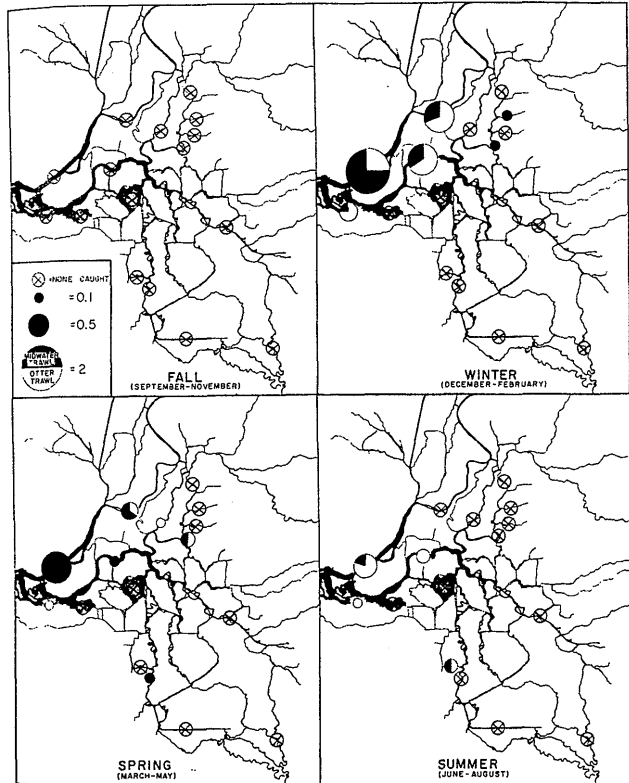 =NONE CAUGHT
=0.1
=0.5
MIDWATER
TRAWL
OTTER
TRAWL
=2
FALL
(SEPTEMBER-NOVEMBER)
WINTER
(DECEMBER-FEBRUARY)
SPRING
(MARCH-MAY)
SUMMER
(JUNE-AUGUST)